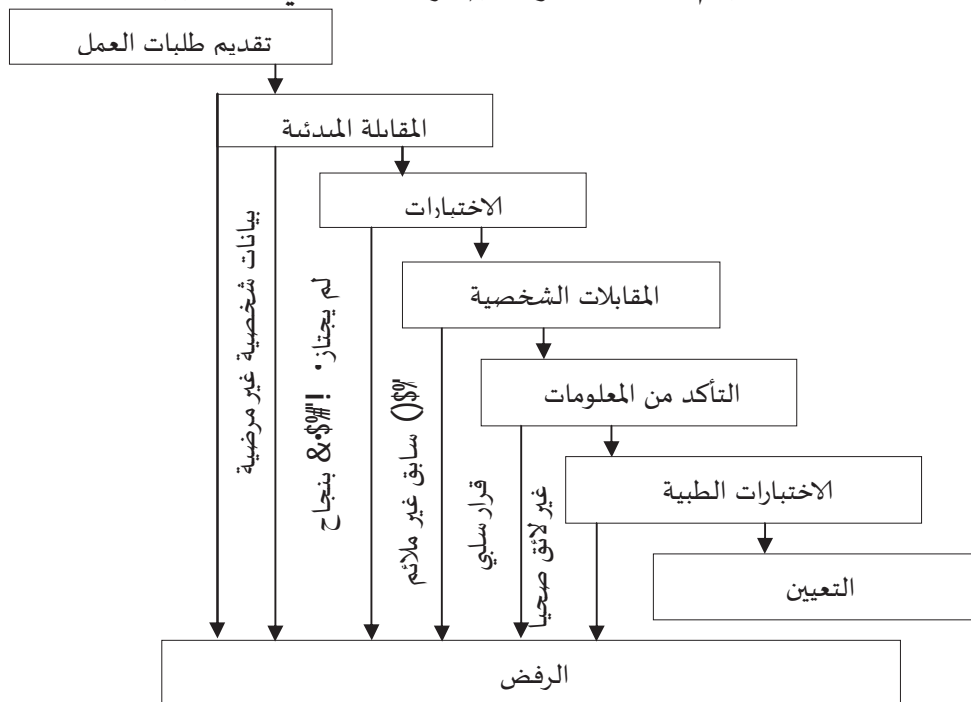 تقديم طلبات العمل
المقابلة المبدئية
الاختبارات
المقابلات الشخصية
التأكد من المعلومات
الاختبارات الطبية
التعيين
بيانات شخصية غير مرضية
لم يجتاز بنجاح
سابق غير ملائم
قرار سلبي
غير لائق صحيا
الرفض